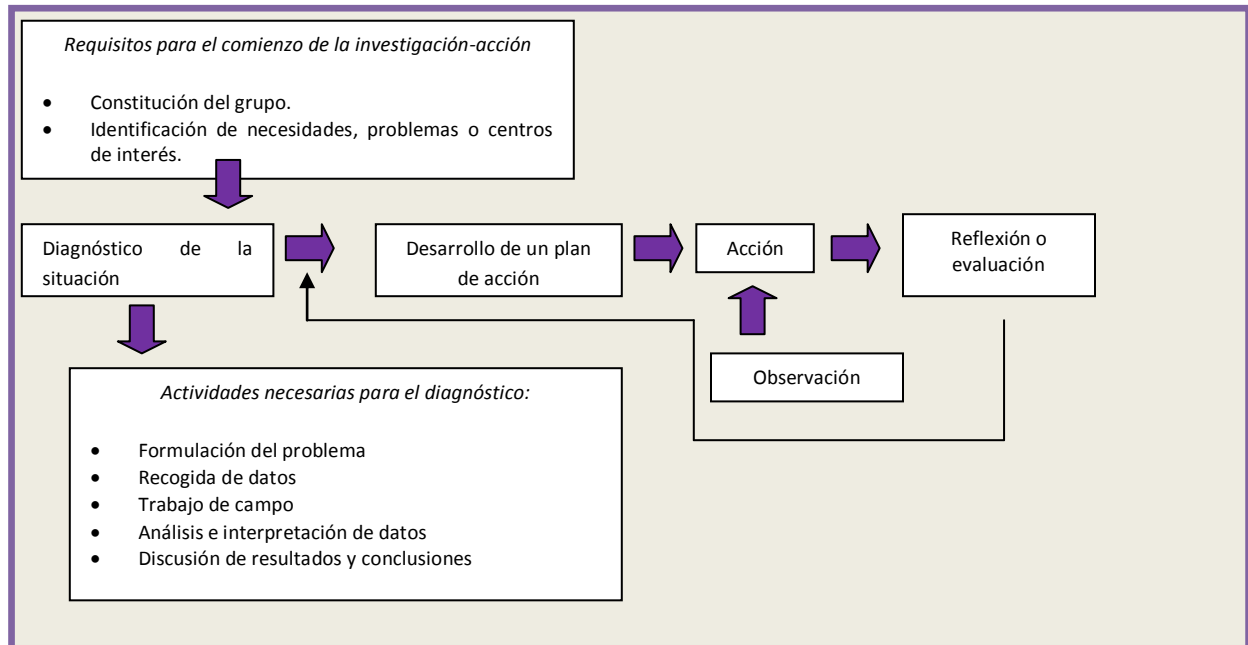 Requisitos para el comienzo de la investigación-acción
• Constitución del grupo.
• Identificación de necesidades, problemas o centros
de interés.
Diagnóstico de la
situación
Desarrollo de un plan
de acción
Acción
Reflexión o
evaluación
Observación
Actividades necesarias para el diagnóstico:
• Formulación del problema
• Recogida de datos
• Trabajo de campo
• Análisis e interpretación de datos
• Discusión de resultados y conclusiones